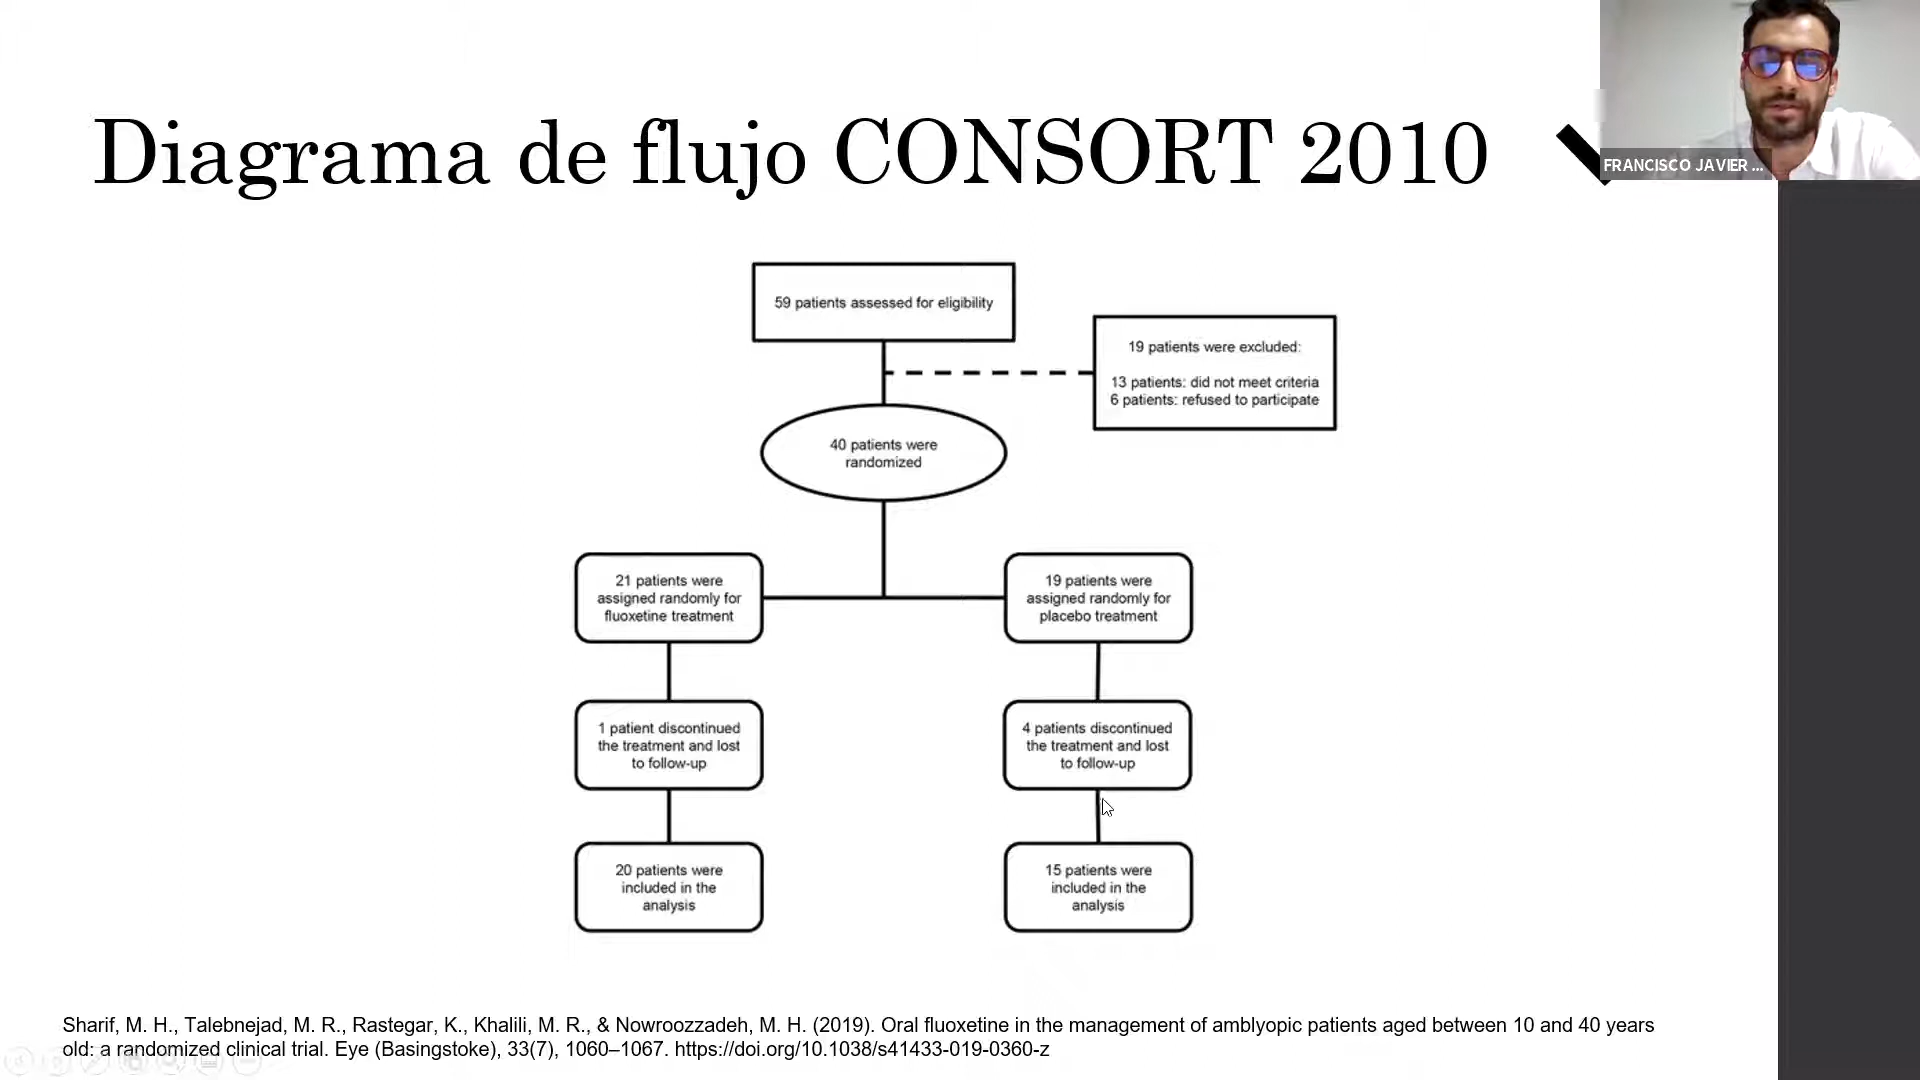 Diagrama de flujo CONSORT 2010
FRANCISCO JAVIER ...
59 patients assessed for eligibility
19 patients were excluded:
13 patients: did not meet criteria
6 patients: refused to participate
40 patients were
randomized
21 patients were
assigned randomly for
fluoxetine treatment
19 patients were
assigned randomly for
placebo treatment
1 patient discontinued
the treatment and lost
to follow-up
4 patients discontinued
the treatment and lost
to follow-up
20 patients were
included in the
analysis
15 patients were
included in the
analysis
Sharif, M. H., Talebnejad, M. R., Rastegar, K., Khalili, M. R., & Nowroozzadeh, M. H. (2019). Oral fluoxetine in the management of amblyopic patients aged between 10 and 40 years
old: a randomized clinical trial. Eye (Basingstoke), 33(7), 1060–1067. https://doi.org/10.1038/s41433-019-0360-z